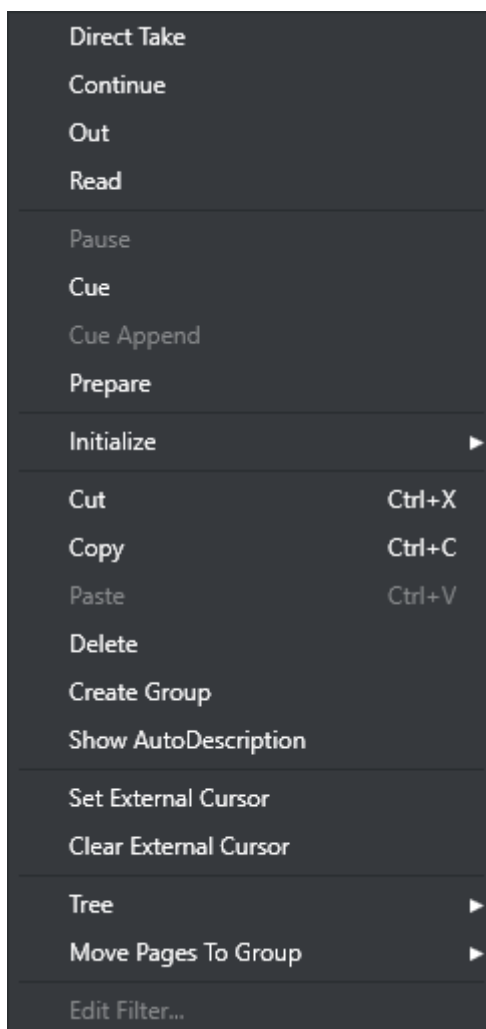 Direct Take
Continue
Out
Read
Pause
Cue
Cue Append
Prepare
Initialize
Cut Ctrl+X
Copy Ctrl+C
Paste Ctrl+V
Delete
Create Group
Show AutoDescription
Set External Cursor
Clear External Cursor
Tree
Move Pages To Group
Edit Filter...